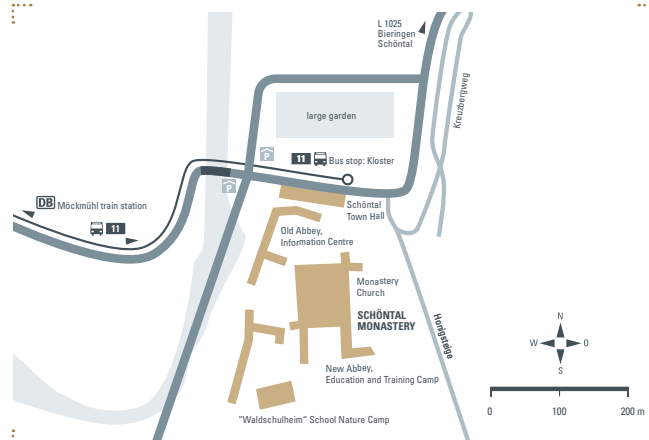 L 1025
Bieringen
Schöntal
Kreuzbergweg
large garden
P
11 Bus stop: Kloster
P
DB Möckmühl train station
11
Schöntal
Town Hall
Old Abbey,
Information Centre
Monastery
Church
SCHÖNTAL
MONASTERY
Honigsteige
New Abbey,
Education and Training Camp
"Waldschulheim" School Nature Camp
N
W O
S
0 100 200 m